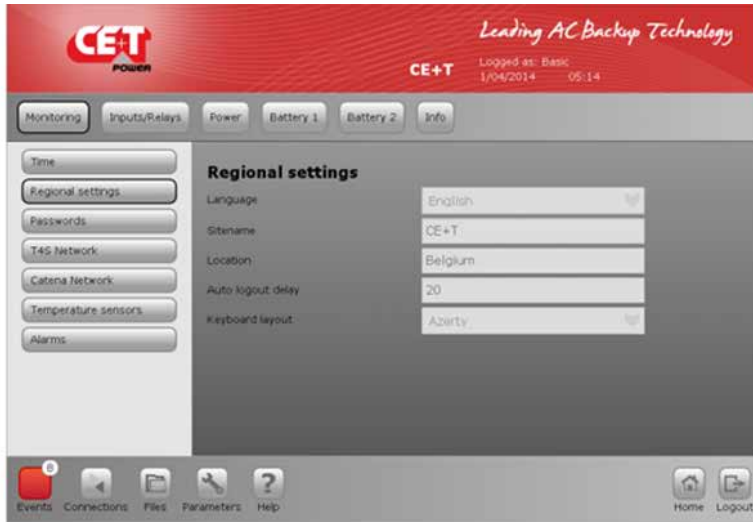 CE+T
POWER
Leading AC Backup Technology
CE+T
Logged as: Basic
1/04/2014 05:14
Monitoring
Inputs/Relays
Power
Battery 1
Battery 2
Info
Time
Regional settings
Passwords
T4S Network
Catena Network
Temperature sensors
Alarms
Regional settings
Language English
Sitename CE+T
Location Belgium
Auto logout delay 20
Keyboard layout Azerty
8
Events
Connections
Files
Parameters
?
Help
Home
Logout